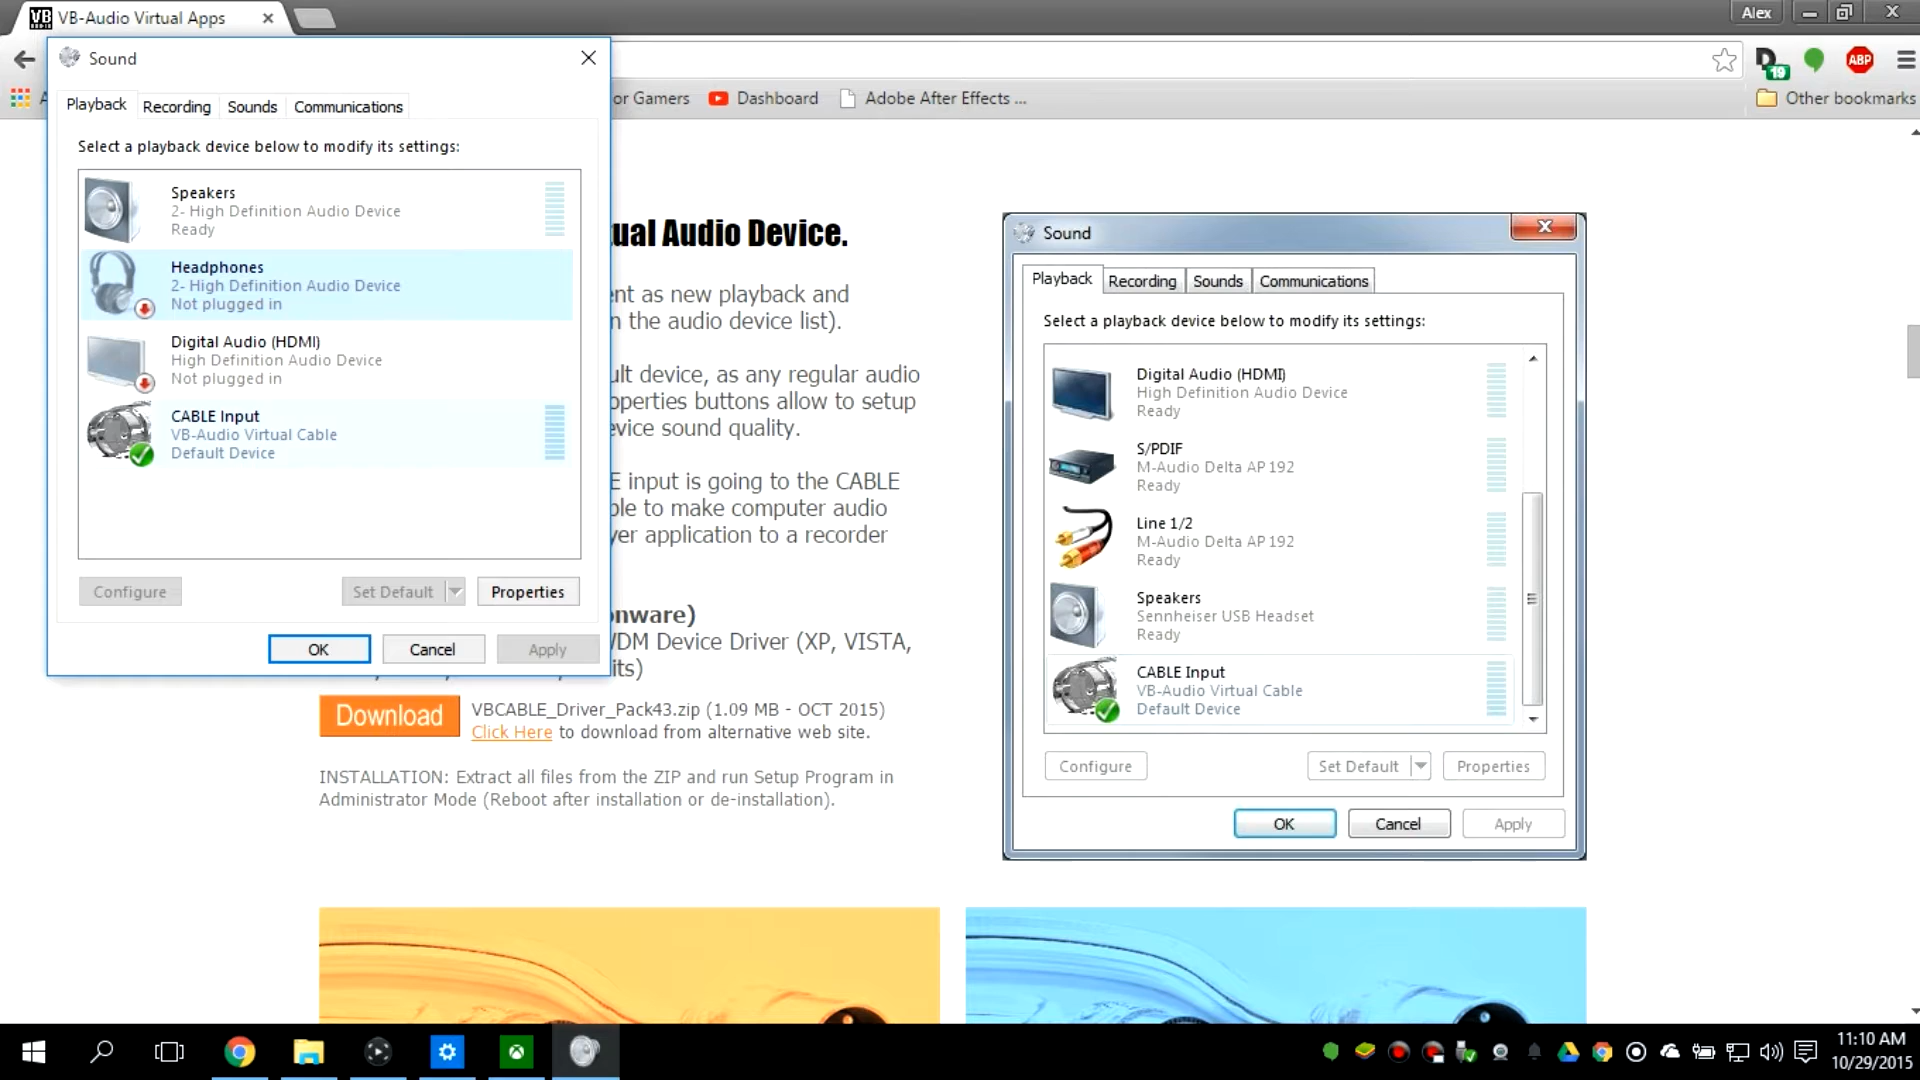 VB-Audio Virtual Apps
Alex
Sound
Playback
Recording
Sounds
Communications
or Gamers
Dashboard
Adobe After Effects ...
19
ABP
Other bookmarks
Select a playback device below to modify its settings:
Speakers
2- High Definition Audio Device
Ready
Headphones
2- High Definition Audio Device
Not plugged in
Digital Audio (HDMI)
High Definition Audio Device
Not plugged in
CABLE Input
VB-Audio Virtual Cable
Default Device
Configure
Set Default
Properties
OK
Cancel
Apply
tual Audio Device.
nt as new playback and
n the audio device list).
ult device, as any regular audio
operties buttons allow to setup
evice sound quality.
E input is going to the CABLE
ble to make computer audio
yer application to a recorder
onware)
WDM Device Driver (XP, VISTA,
its)
Download
VBCABLE_Driver_Pack43.zip (1.09 MB - OCT 2015)
Click Here to download from alternative web site.
INSTALLATION: Extract all files from the ZIP and run Setup Program in
Administrator Mode (Reboot after installation or de-installation).
Sound
Playback
Recording
Sounds
Communications
Select a playback device below to modify its settings:
Digital Audio (HDMI)
High Definition Audio Device
Ready
S/PDIF
M-Audio Delta AP 192
Ready
Line 1/2
M-Audio Delta AP 192
Ready
Speakers
Sennheiser USB Headset
Ready
CABLE Input
VB-Audio Virtual Cable
Default Device
Configure
Set Default
Properties
OK
Cancel
Apply
11:10 AM
10/29/2015